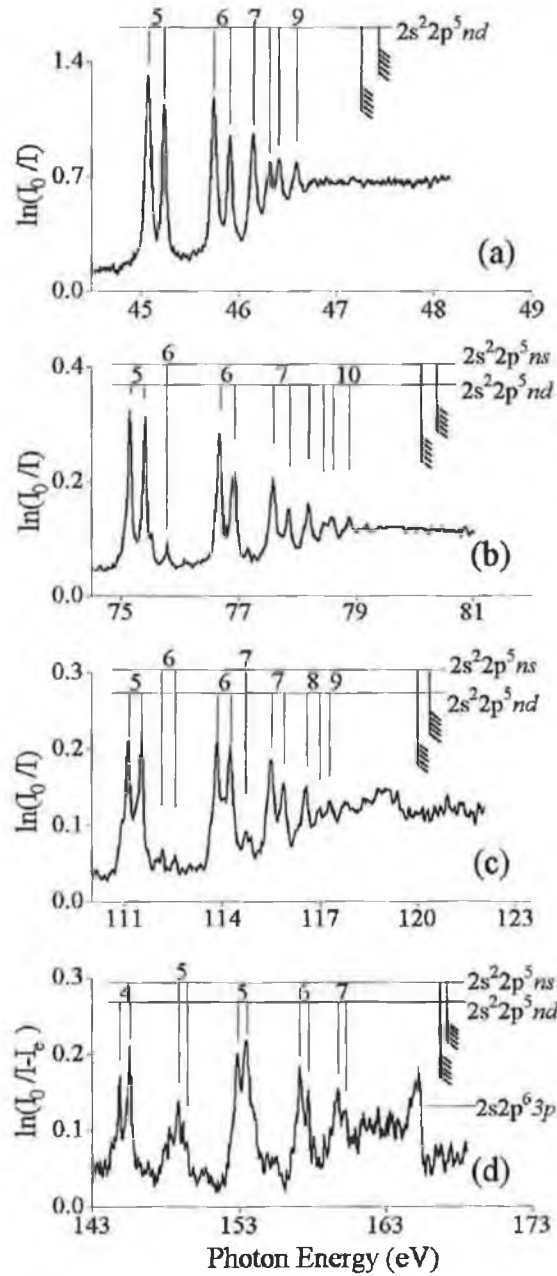 5 6 7 9 2s²2p⁵nd
1.4
0.7
0.0
ln(I₀/I)
(a)
45 46 47 48 49
6 2s²2p⁵ns
5 6 7 10 2s²2p⁵nd
0.4
0.2
0.0
ln(I₀/I)
(b)
75 77 79 81
6 7 2s²2p⁵ns
5 6 7 8 9 2s²2p⁵nd
0.3
0.2
0.1
0.0
ln(I₀/I)
(c)
111 114 117 120 123
5 2s²2p⁵ns
4 5 6 7 2s²2p⁵nd
0.3
0.2
0.1
0.0
ln(I₀/I-Iₑ)
2s2p⁶3p
(d)
143 153 163 173
Photon Energy (eV)